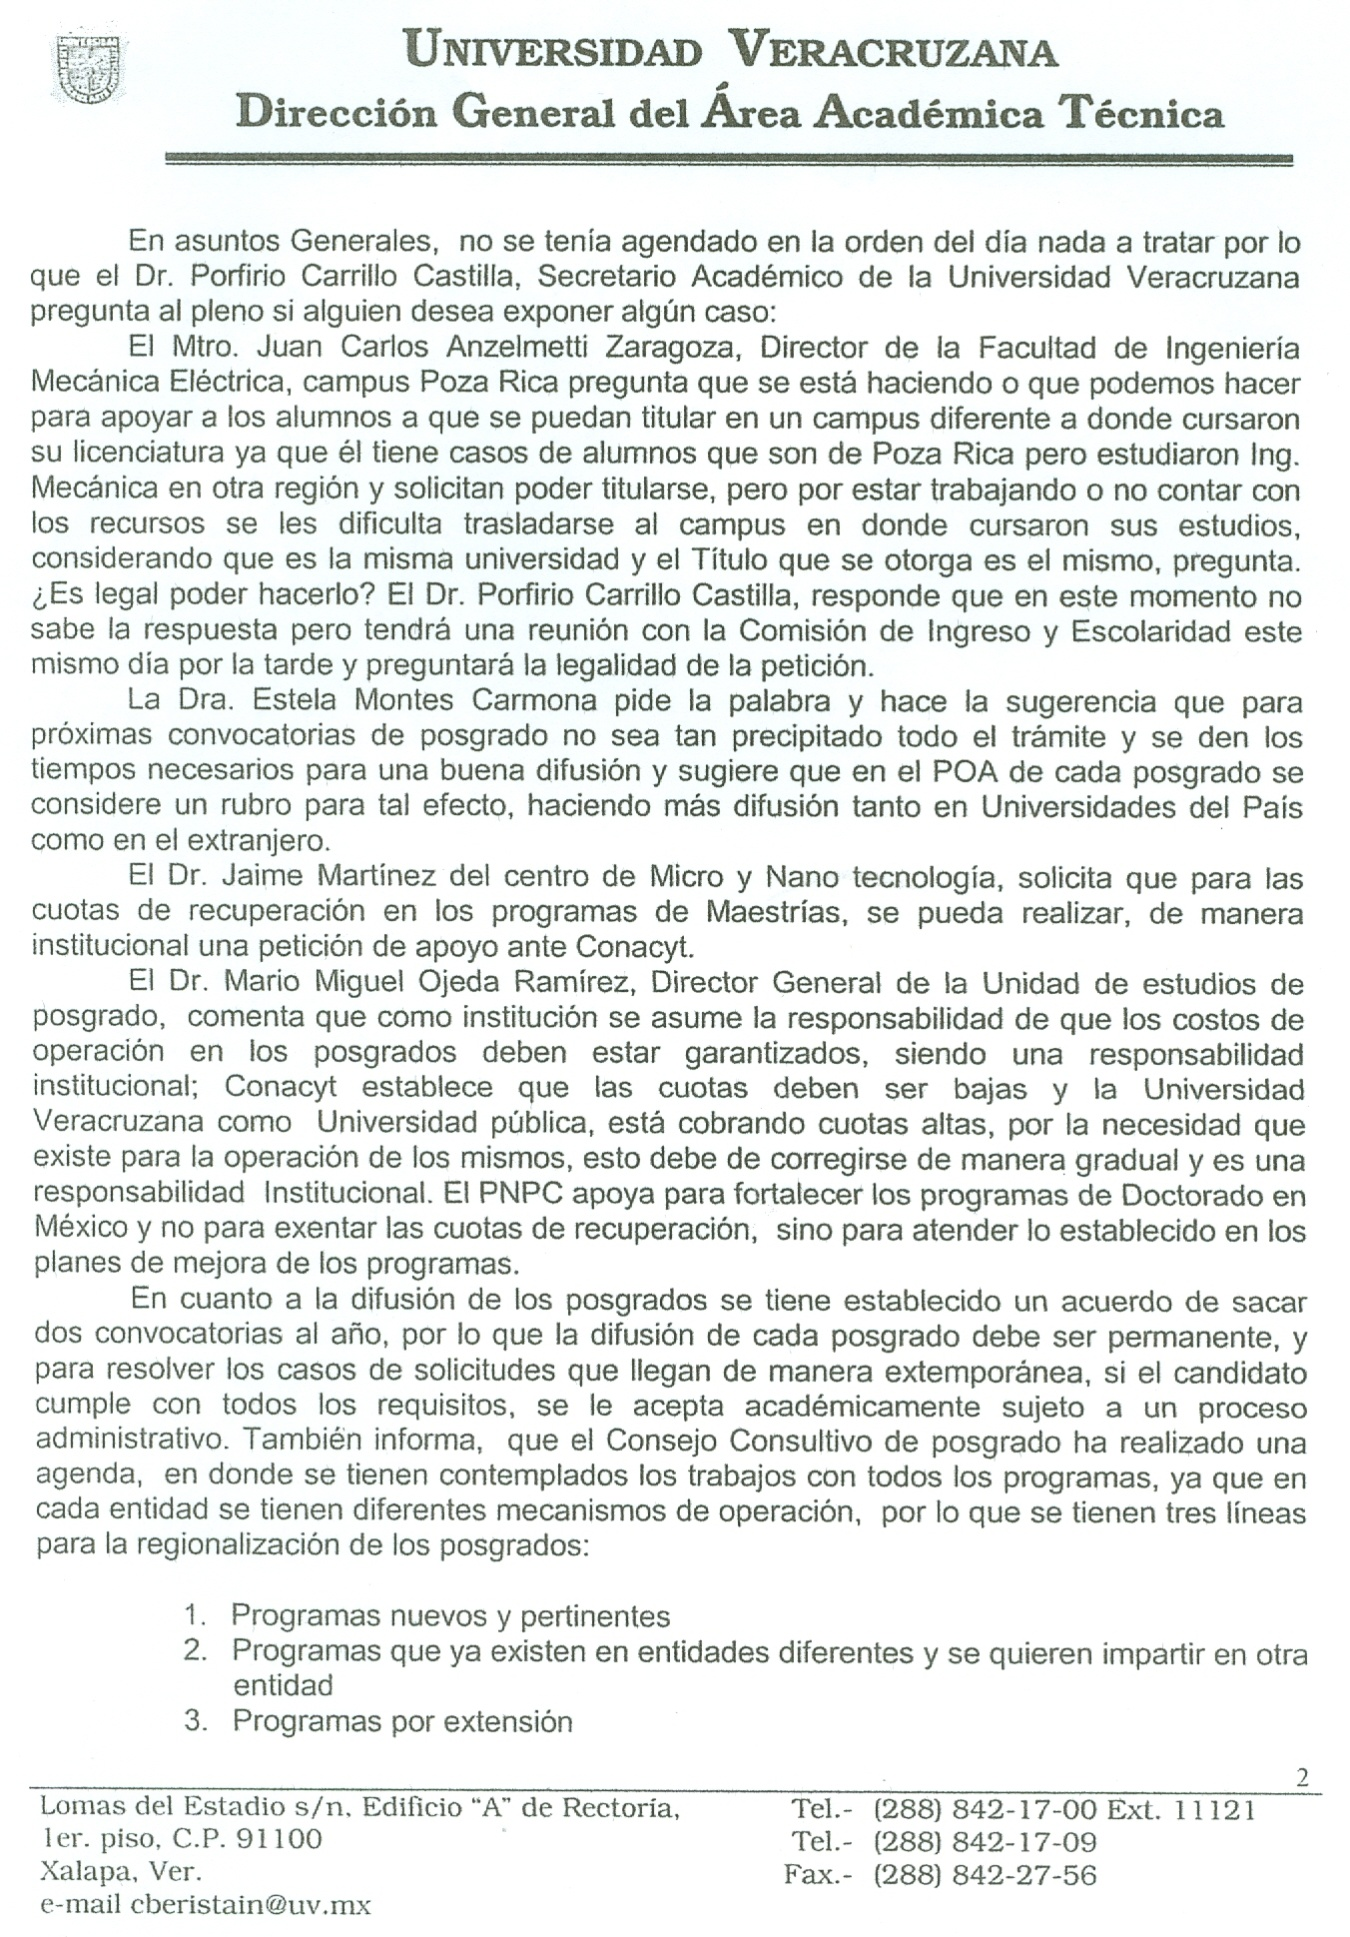 UNIVERSIDAD VERACRUZANA
Dirección General del Área Académica Técnica
En asuntos Generales, no se tenía agendado en la orden del día nada a tratar por lo
que el Dr. Porfirio Carrillo Castilla, Secretario Académico de la Universidad Veracruzana
pregunta al pleno si alguien desea exponer algún caso:
El Mtro. Juan Carlos Anzelmetti Zaragoza, Director de la Facultad de Ingeniería
Mecánica Eléctrica, campus Poza Rica pregunta que se está haciendo o que podemos hacer
para apoyar a los alumnos a que se puedan titular en un campus diferente a donde cursaron
su licenciatura ya que él tiene casos de alumnos que son de Poza Rica pero estudiaron Ing.
Mecánica en otra región y solicitan poder titularse, pero por estar trabajando o no contar con
los recursos se les dificulta trasladarse al campus en donde cursaron sus estudios,
considerando que es la misma universidad y el Título que se otorga es el mismo, pregunta.
¿Es legal poder hacerlo? El Dr. Porfirio Carrillo Castilla, responde que en este momento no
sabe la respuesta pero tendrá una reunión con la Comisión de Ingreso y Escolaridad este
mismo día por la tarde y preguntará la legalidad de la petición.
La Dra. Estela Montes Carmona pide la palabra y hace la sugerencia que para
próximas convocatorias de posgrado no sea tan precipitado todo el trámite y se den los
tiempos necesarios para una buena difusión y sugiere que en el POA de cada posgrado se
considere un rubro para tal efecto, haciendo más difusión tanto en Universidades del País
como en el extranjero.
El Dr. Jaime Martínez del centro de Micro y Nano tecnología, solicita que para las
cuotas de recuperación en los programas de Maestrías, se pueda realizar, de manera
institucional una petición de apoyo ante Conacyt.
El Dr. Mario Miguel Ojeda Ramírez, Director General de la Unidad de estudios de
posgrado, comenta que como institución se asume la responsabilidad de que los costos de
operación en los posgrados deben estar garantizados, siendo una responsabilidad
institucional; Conacyt establece que las cuotas deben ser bajas y la Universidad
Veracruzana como Universidad pública, está cobrando cuotas altas, por la necesidad que
existe para la operación de los mismos, esto debe de corregirse de manera gradual y es una
responsabilidad Institucional. El PNPC apoya para fortalecer los programas de Doctorado en
México y no para exentar las cuotas de recuperación, sino para atender lo establecido en los
planes de mejora de los programas.
En cuanto a la difusión de los posgrados se tiene establecido un acuerdo de sacar
dos convocatorias al año, por lo que la difusión de cada posgrado debe ser permanente, y
para resolver los casos de solicitudes que llegan de manera extemporánea, si el candidato
cumple con todos los requisitos, se le acepta académicamente sujeto a un proceso
administrativo. También informa, que el Consejo Consultivo de posgrado ha realizado una
agenda, en donde se tienen contemplados los trabajos con todos los programas, ya que en
cada entidad se tienen diferentes mecanismos de operación, por lo que se tienen tres líneas
para la regionalización de los posgrados:
1. Programas nuevos y pertinentes
2. Programas que ya existen en entidades diferentes y se quieren impartir en otra
entidad
3. Programas por extensión
2
Lomas del Estadio s/n, Edificio "A" de Rectoría,
1er. piso, C.P. 91100
Xalapa, Ver.
e-mail cberistain@uv.mx
Tel.- (288) 842-17-00 Ext. 11121
Tel.- (288) 842-17-09
Fax.- (288) 842-27-56